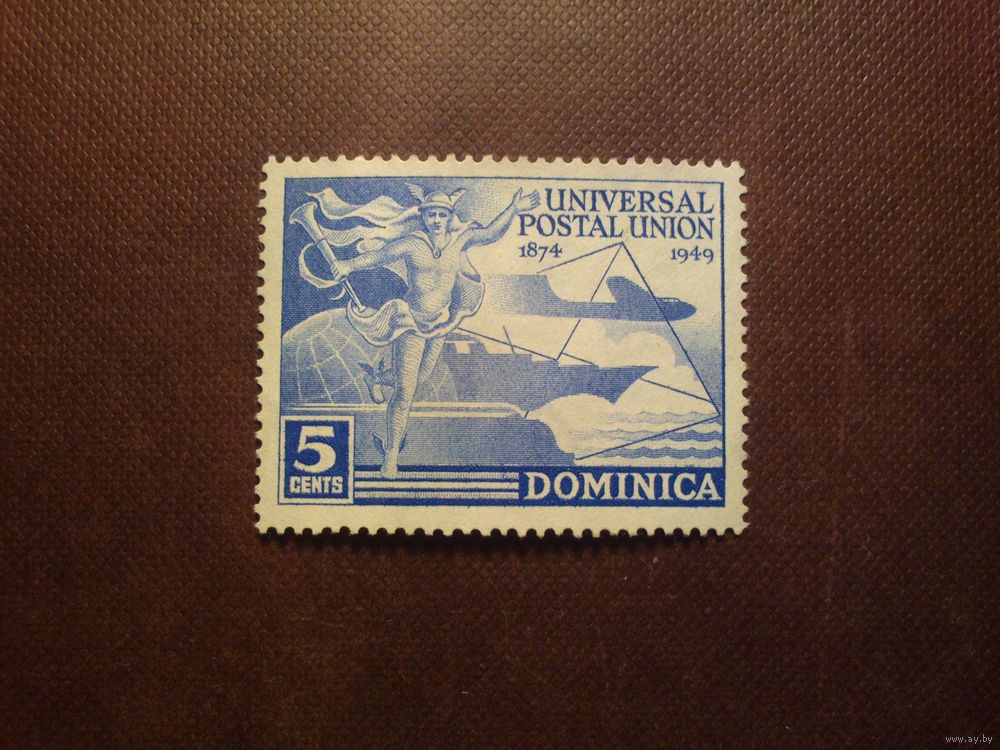 UNIVERSAL
POSTAL UNION
1874 1949
5
CENTS
DOMINICA
www.ay.by